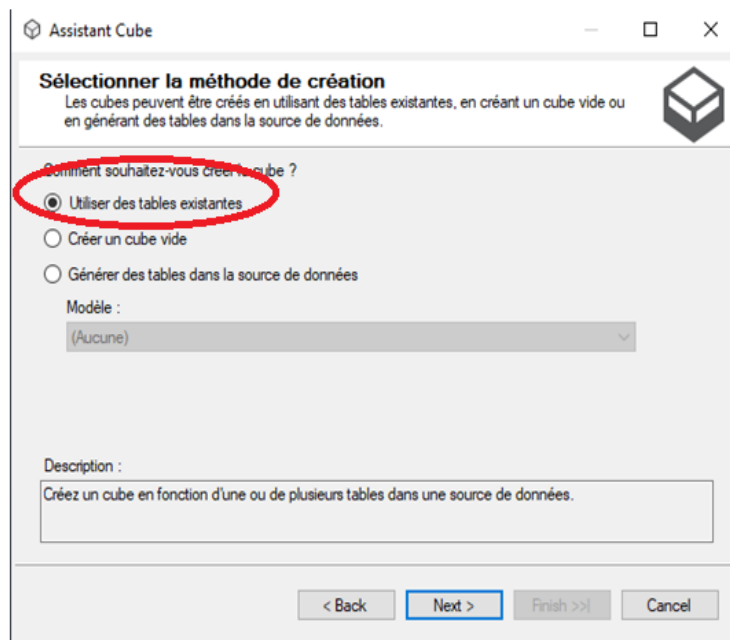 Assistant Cube
Sélectionner la méthode de création
Les cubes peuvent être créés en utilisant des tables existantes, en créant un cube vide ou
en générant des tables dans la source de données.
Comment souhaitez-vous créer le cube ?
Utiliser des tables existantes
Créer un cube vide
Générer des tables dans la source de données
Modèle :
(Aucune)
Description :
Créez un cube en fonction d'une ou de plusieurs tables dans une source de données.
< Back
Next >
Finish >>|
Cancel